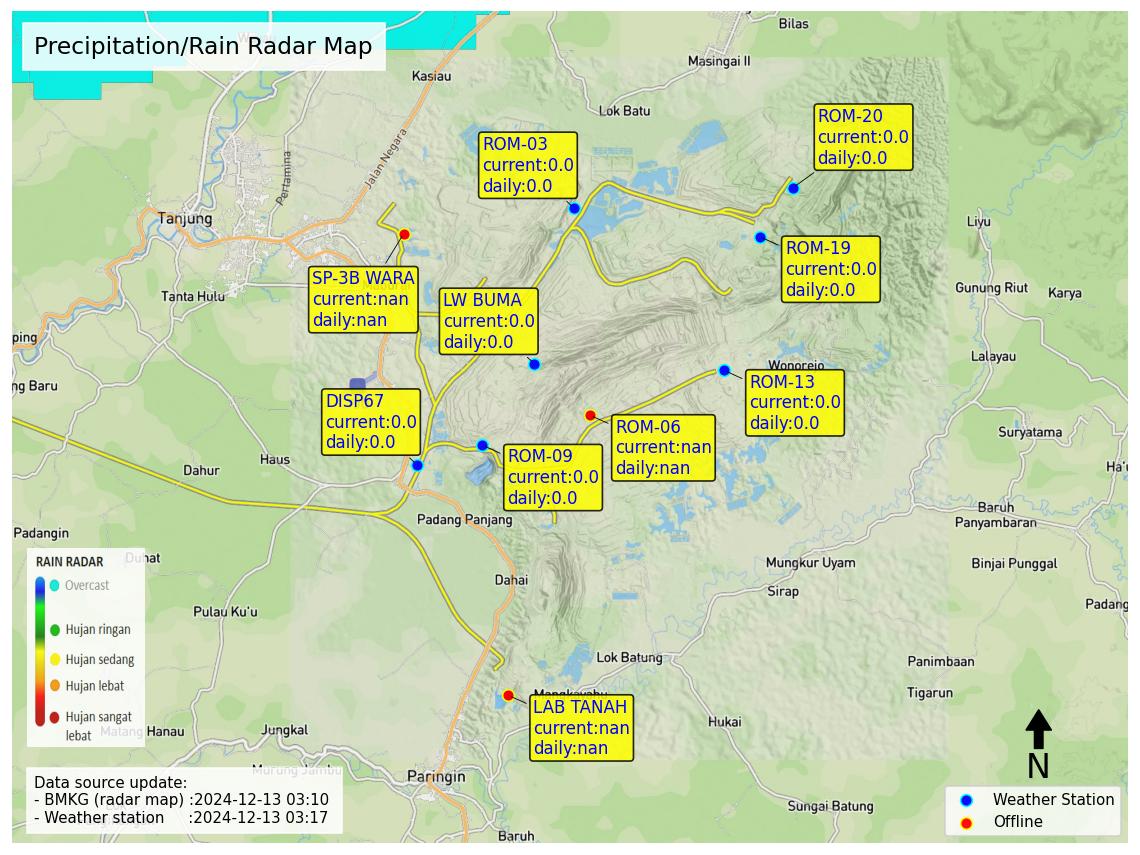 Precipitation/Rain Radar Map
Bilas
Masingai II
Kasiau
Lok Batu
Jalan Negara
Pertamina
Tanjung
Tanta Hulu
ROM-03
current:0.0
daily:0.0
ROM-20
current:0.0
daily:0.0
ROM-19
current:0.0
daily:0.0
SP-3B WARA
current:nan
daily:nan
LW BUMA
current:0.0
daily:0.0
Liyu
Gunung Riut
Karya
Lalayau
Wonorejo
ROM-13
current:0.0
daily:0.0
DISP67
current:0.0
daily:0.0
ROM-06
current:nan
daily:nan
ROM-09
current:0.0
daily:0.0
ping
ng Baru
Haus
Dahur
Suryatama
Ha'u
Padang Panjang
Baruh
Panyambaran
Padangin
Duhat
Binjai Punggal
Mungkur Uyam
Sirap
Padang
Dahai
Pulau Ku'u
RAIN RADAR
Overcast
Hujan ringan
Hujan sedang
Hujan lebat
Hujan sangat
lebat
Lok Batung
Panimbaan
Tigarun
Mangkayahu
LAB TANAH
current:nan
daily:nan
Hukai
Matang Hanau
Jungkal
Murung Jambu
Paringin
Sungai Batung
Baruh
Data source update:
- BMKG (radar map) :2024-12-13 03:10
- Weather station :2024-12-13 03:17
N
Weather Station
Offline